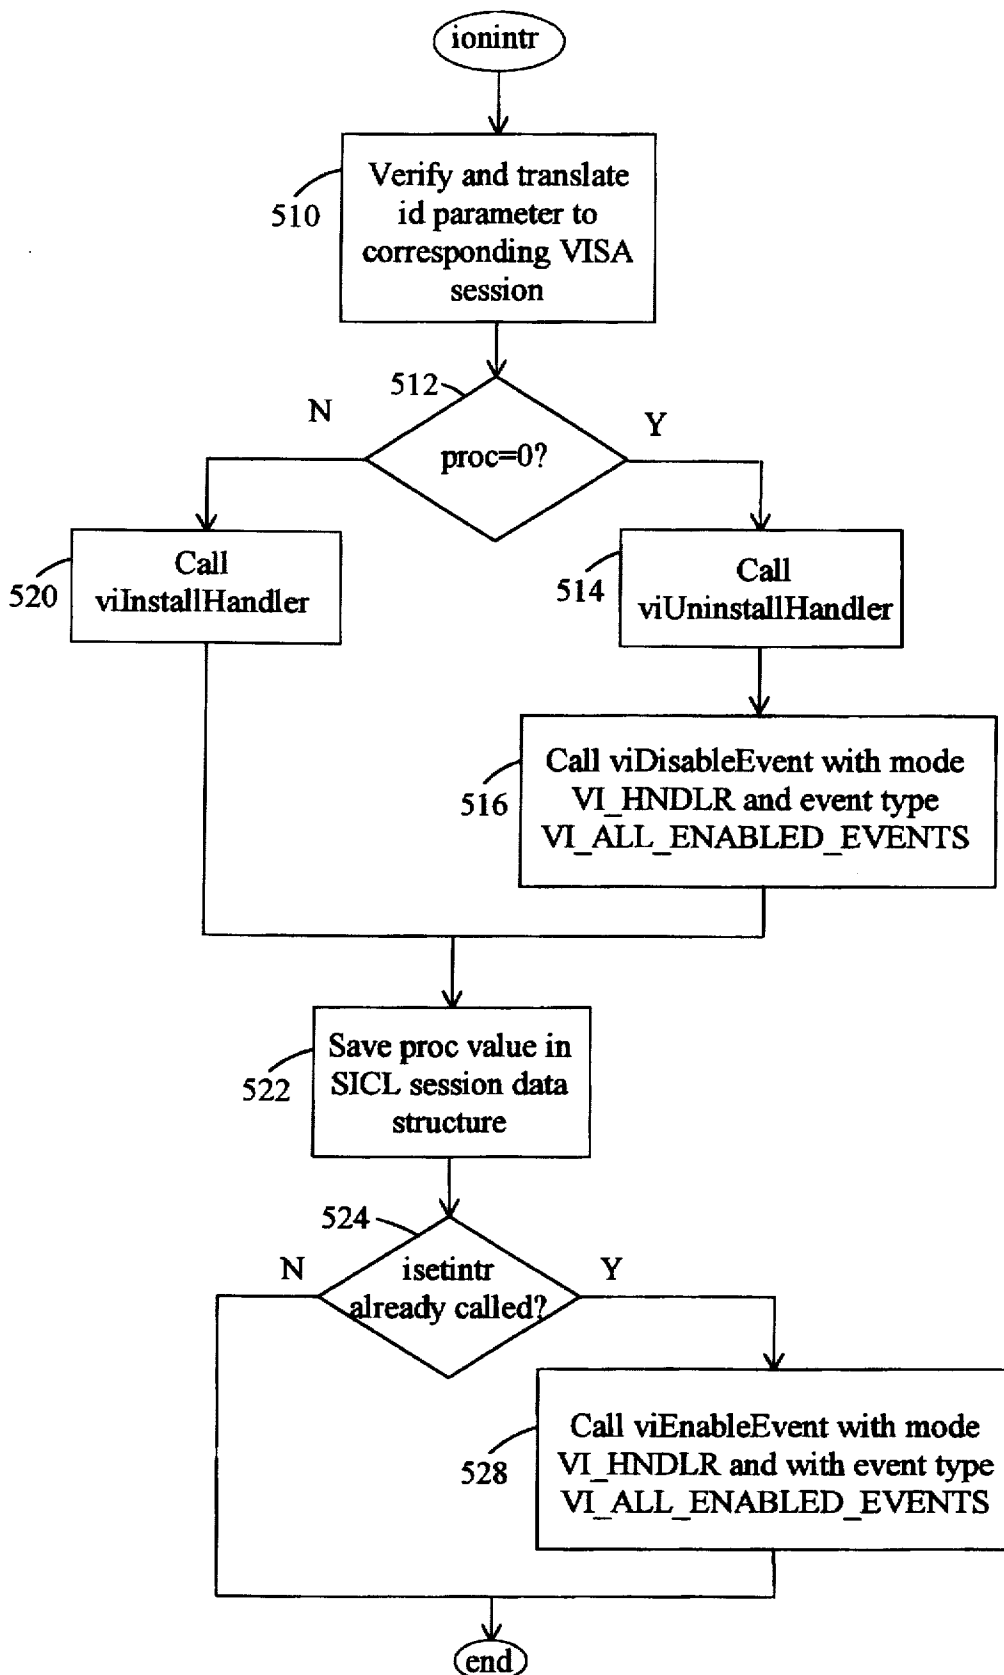 ionintr
Verify and translate
id parameter to
corresponding VISA
session
510
512
N
Y
proc=0?
Call
viInstallHandler
520
Call
viUninstallHandler
514
Call viDisableEvent with mode
VI_HNDLR and event type
VI_ALL_ENABLED_EVENTS
516
Save proc value in
SICL session data
structure
522
524
N
Y
isetintr
already called?
Call viEnableEvent with mode
VI_HNDLR and with event type
VI_ALL_ENABLED_EVENTS
528
end